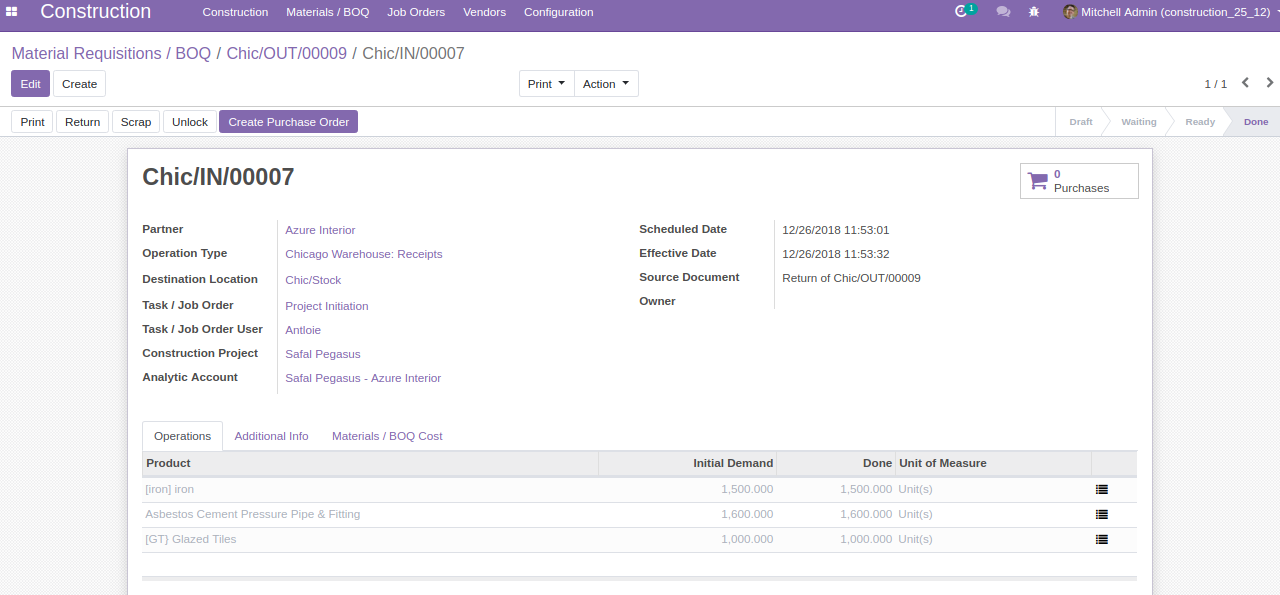 Construction Construction Materials / BOQ Job Orders Vendors Configuration 1 Mitchell Admin (construction_25_12)
Material Requisitions / BOQ / Chic/OUT/00009 / Chic/IN/00007
Edit Create Print Action 1 / 1
Print Return Scrap Unlock Create Purchase Order Draft Waiting Ready Done
Chic/IN/00007
0
Purchases
Partner Azure Interior Scheduled Date 12/26/2018 11:53:01
Operation Type Chicago Warehouse: Receipts Effective Date 12/26/2018 11:53:32
Destination Location Chic/Stock Source Document Return of Chic/OUT/00009
Task / Job Order Project Initiation Owner
Task / Job Order User Antloie
Construction Project Safal Pegasus
Analytic Account Safal Pegasus - Azure Interior
Operations Additional Info Materials / BOQ Cost
Product Initial Demand Done Unit of Measure
[iron] iron 1,500.000 1,500.000 Unit(s)
Asbestos Cement Pressure Pipe & Fitting 1,600.000 1,600.000 Unit(s)
[GT} Glazed Tiles 1,000.000 1,000.000 Unit(s)